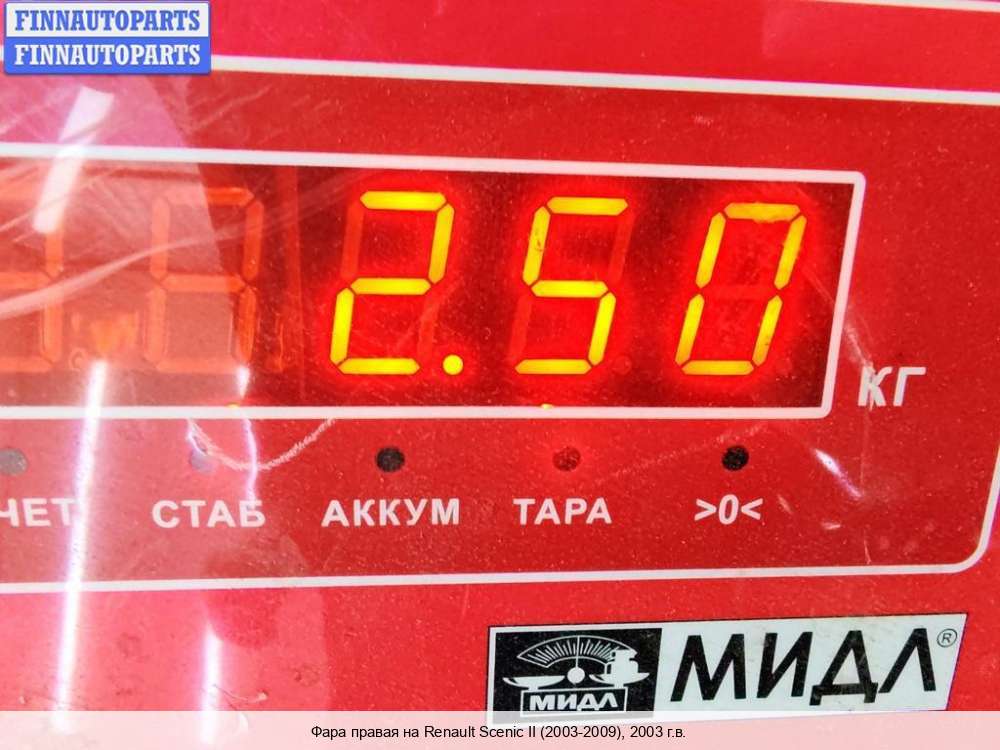 FINNAUTOPARTS
FINNAUTOPARTS
2.50
КГ
ЧЕТ СТАБ АККУМ ТАРА >0<
МИДЛ МИДЛ®
Фара правая на Renault Scenic II (2003-2009), 2003 г.в.